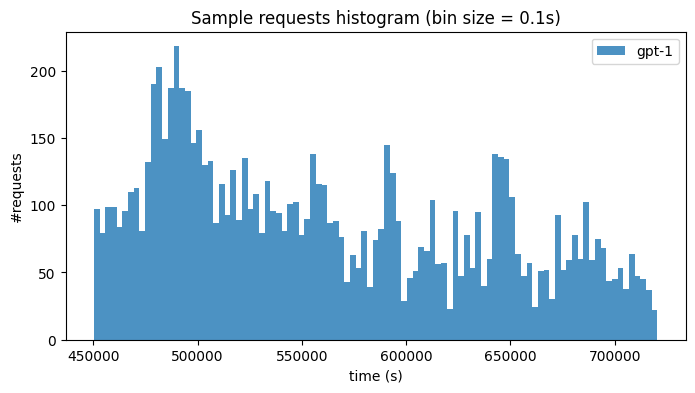 Sample requests histogram (bin size = 0.1s)
gpt-1
#requests
200
150
100
50
0
450000 500000 550000 600000 650000 700000
time (s)